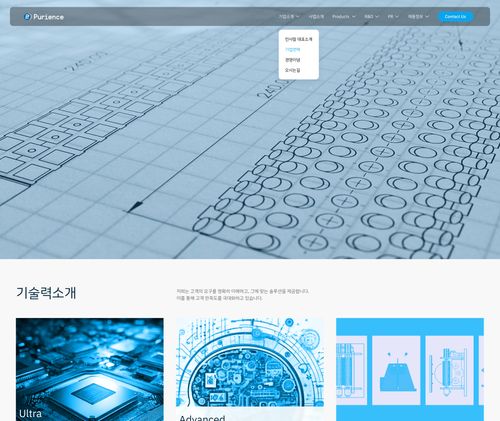 Purience
기업소개 사업소개 Products R&D PR 채용정보 Contact Us
인사말 대표소개
기업연혁
경영이념
오시는길
240
기술력소개
저희는 고객의 요구를 명확히 이해하고, 그에 맞는 솔루션을 제공합니다.
이를 통해 고객 만족도를 극대화하고 있습니다.
Ultra
Advanced